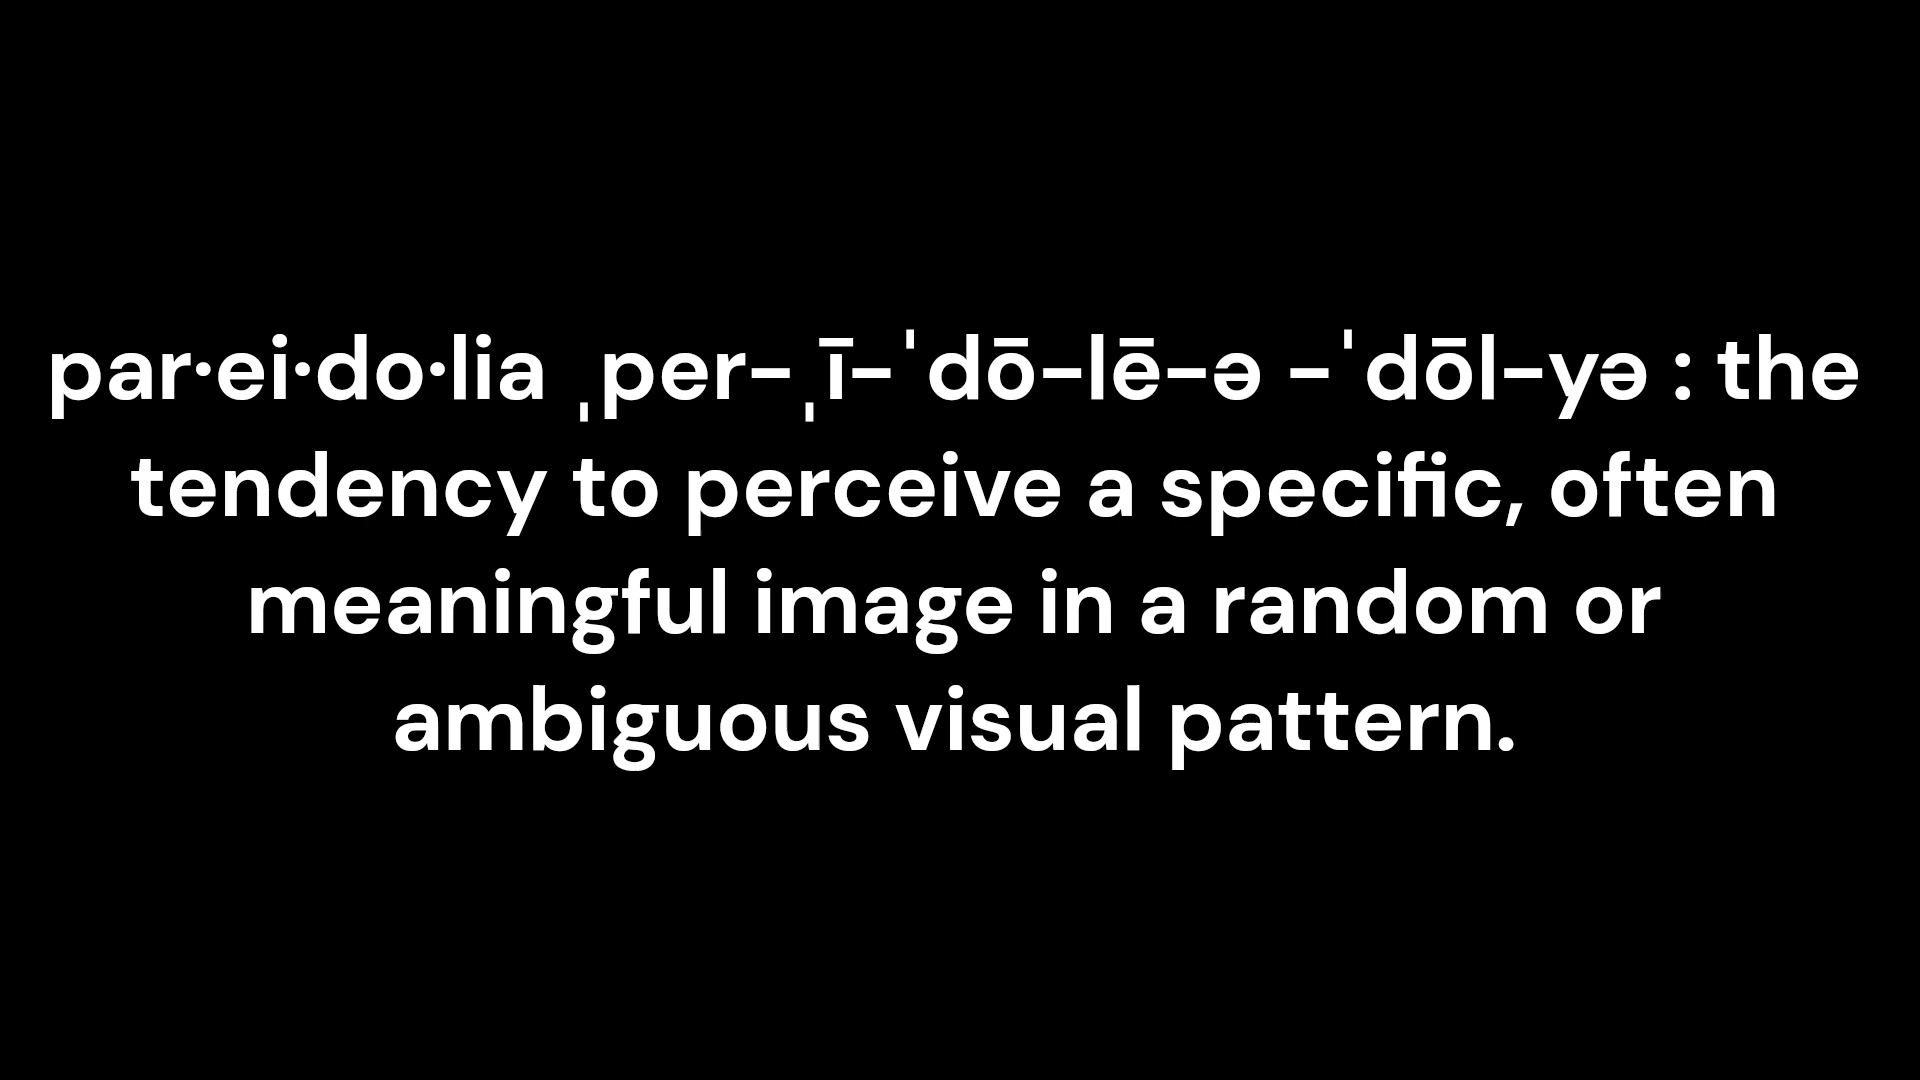 par·ei·do·lia ˌper-ˌī-ˈdō-lē-ə -ˈdōl-yə : the
tendency to perceive a specific, often
meaningful image in a random or
ambiguous visual pattern.